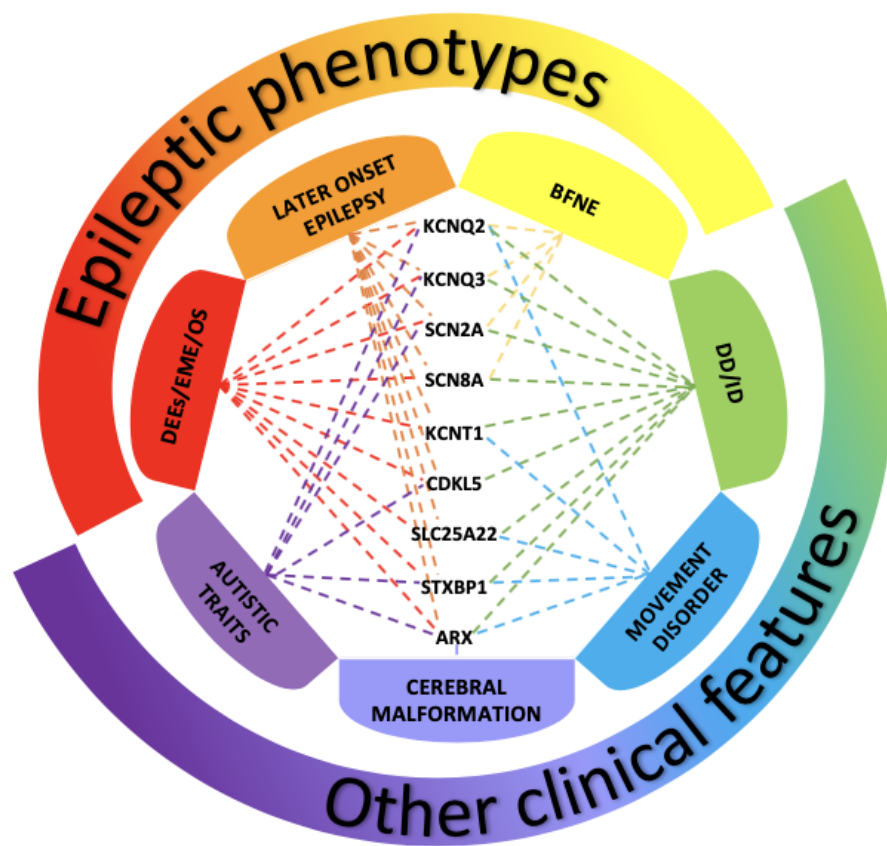 Epileptic phenotypes
LATER ONSET
EPILEPSY
BFNE
DEEs/EME/OS
DD/ID
KCNQ2
KCNQ3
SCN2A
SCN8A
KCNT1
CDKL5
SLC25A22
STXBP1
ARX
AUTISTIC
TRAITS
MOVEMENT
DISORDER
CEREBRAL
MALFORMATION
Other clinical features